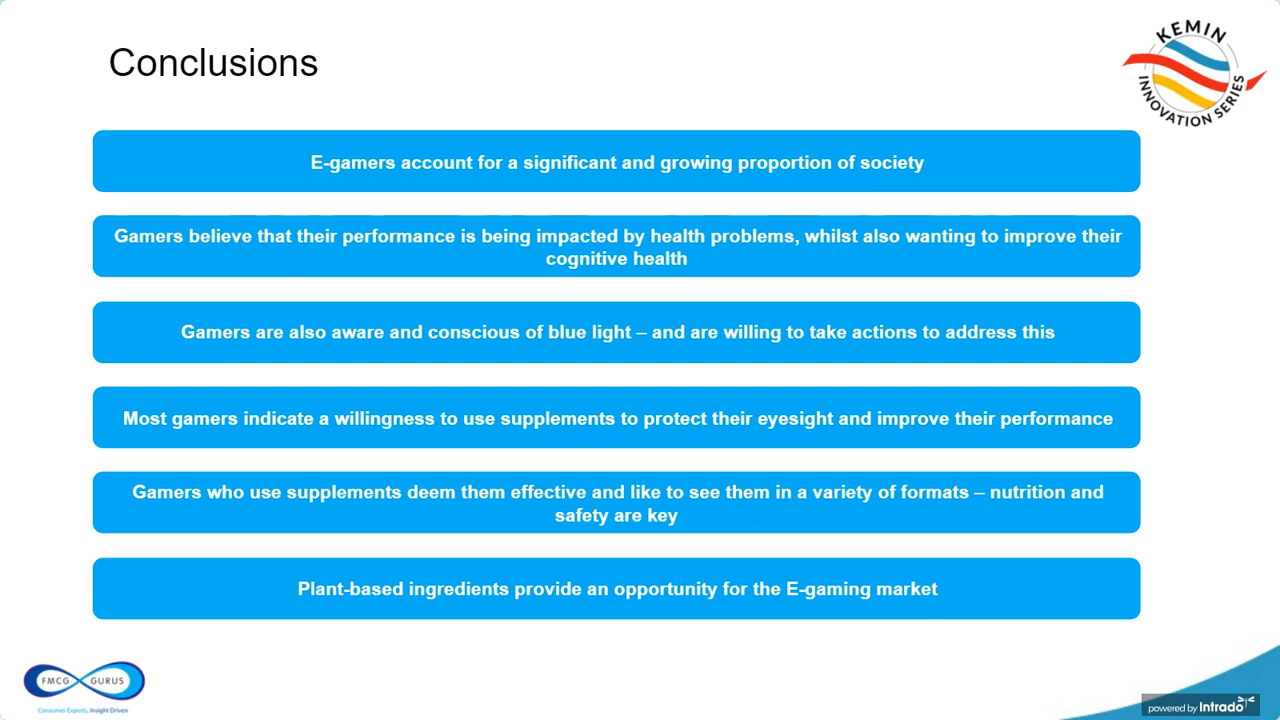 Conclusions
KEMIN
INNOVATION SERIES
E-gamers account for a significant and growing proportion of society
Gamers believe that their performance is being impacted by health problems, whilst also wanting to improve their
cognitive health
Gamers are also aware and conscious of blue light – and are willing to take actions to address this
Most gamers indicate a willingness to use supplements to protect their eyesight and improve their performance
Gamers who use supplements deem them effective and like to see them in a variety of formats – nutrition and
safety are key
Plant-based ingredients provide an opportunity for the E-gaming market
FMCG GURUS
Consumer Experts, Insight Driven
powered by Intrado